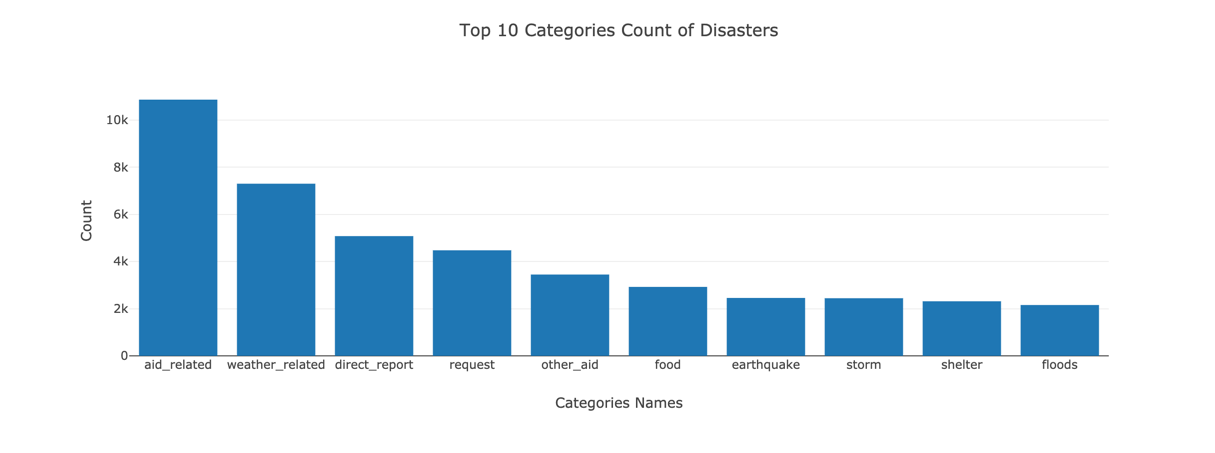 Top 10 Categories Count of Disasters
Count
10k
8k
6k
4k
2k
0
aid_related weather_related direct_report request other_aid food earthquake storm shelter floods
Categories Names